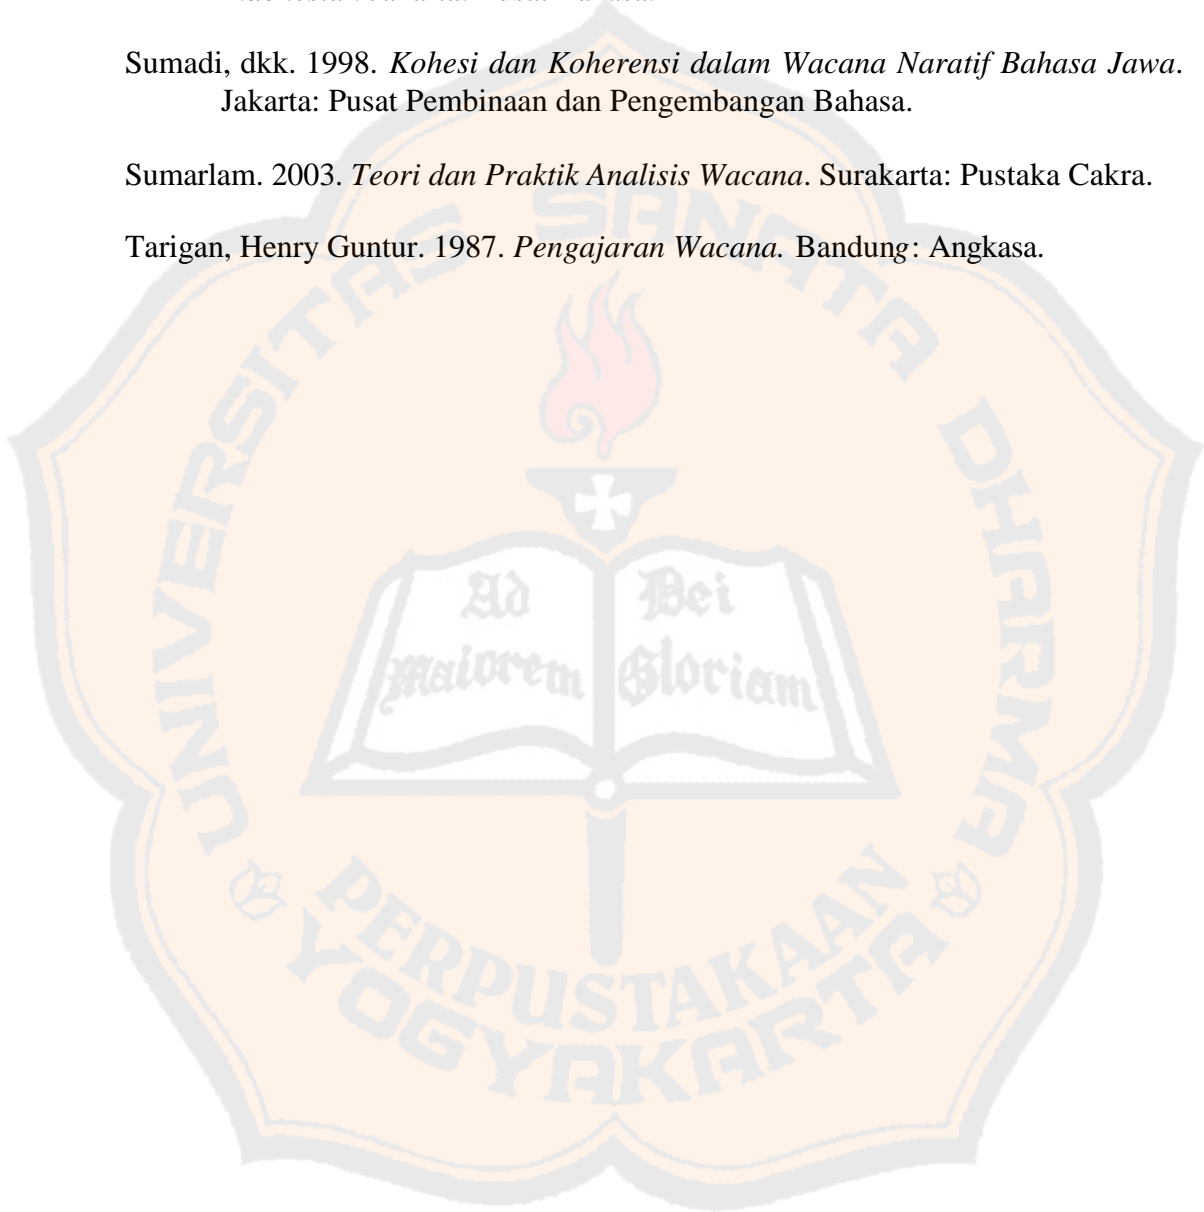 Sumadi, dkk. 1998. Kohesi dan Koherensi dalam Wacana Naratif Bahasa Jawa.
Jakarta: Pusat Pembinaan dan Pengembangan Bahasa.
Sumarlam. 2003. Teori dan Praktik Analisis Wacana. Surakarta: Pustaka Cakra.
Tarigan, Henry Guntur. 1987. Pengajaran Wacana. Bandung: Angkasa.
UNIVERSITAS SANATA DHARMA
Ad Dei
Maiorem Gloriam
PERPUSTAKAAN
YOGYAKARTA